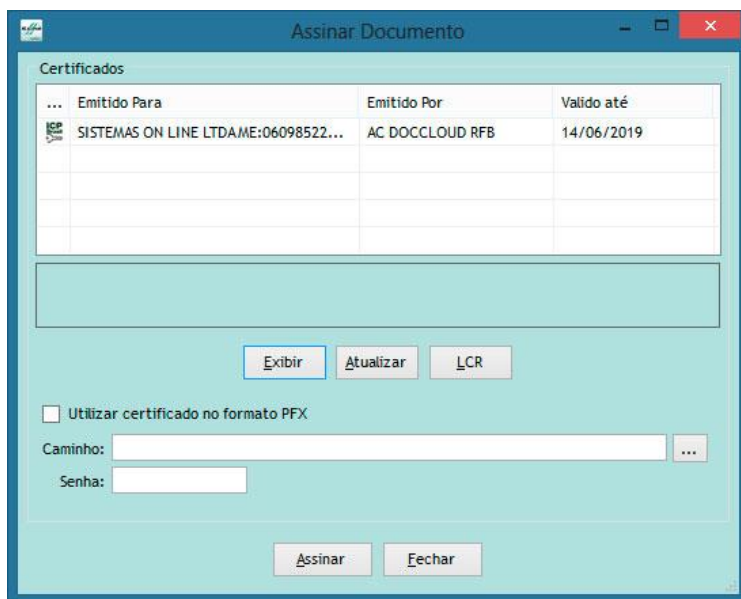 Assinar Documento
Certificados
... Emitido Para Emitido Por Valido até
ICP SISTEMAS ON LINE LTDAME:06098522... AC DOCCLOUD RFB 14/06/2019
Exibir Atualizar LCR
Utilizar certificado no formato PFX
Caminho: ...
Senha:
Assinar Fechar